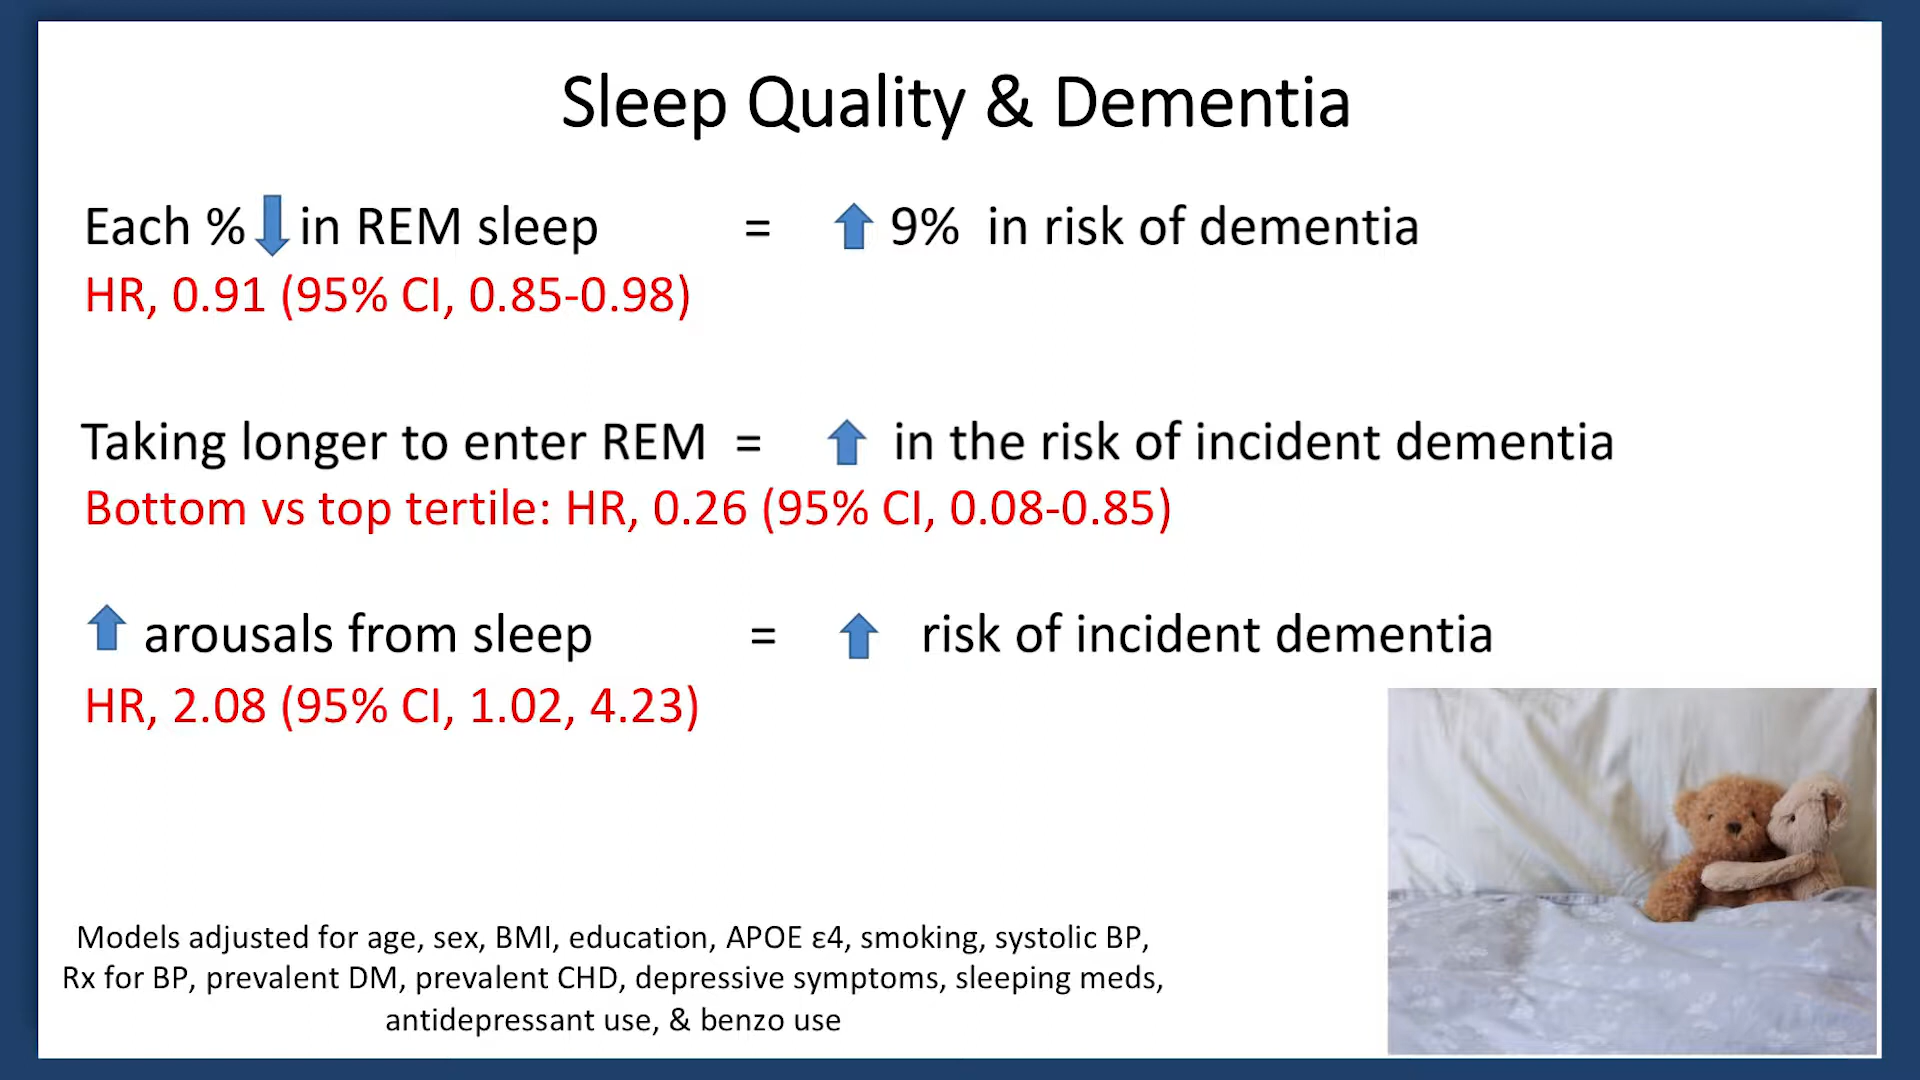 Sleep Quality & Dementia
Each % in REM sleep = 9% in risk of dementia
HR, 0.91 (95% CI, 0.85-0.98)
Taking longer to enter REM = in the risk of incident dementia
Bottom vs top tertile: HR, 0.26 (95% CI, 0.08-0.85)
arousals from sleep = risk of incident dementia
HR, 2.08 (95% CI, 1.02, 4.23)
Models adjusted for age, sex, BMI, education, APOE ε4, smoking, systolic BP,
Rx for BP, prevalent DM, prevalent CHD, depressive symptoms, sleeping meds,
antidepressant use, & benzo use